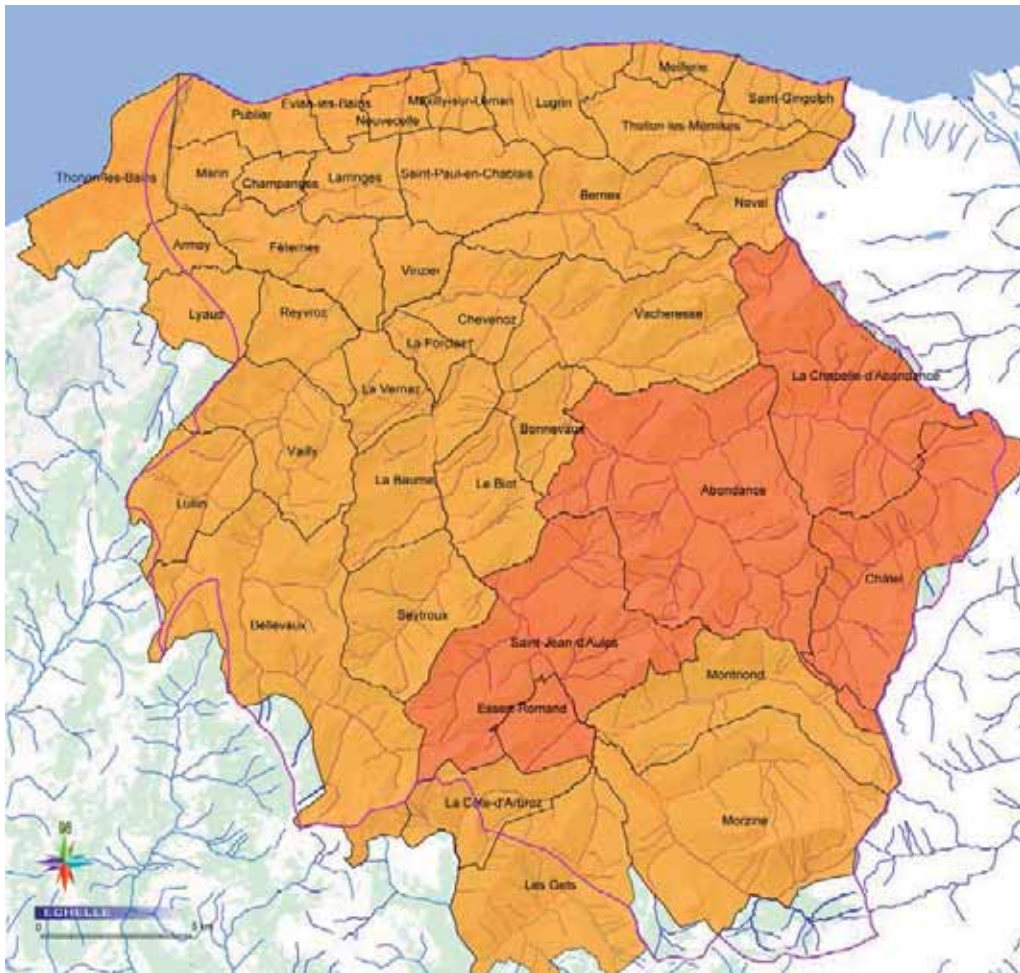 Meillerie
Saint-Gingolph
Evian-les-Bains
Maxilly-sur-Léman
Lugrin
Publier
Neuvecelle
Thollon-les-Mémises
Thonon-les-Bains
Marin
Champanges
Larringes
Saint-Paul-en-Chablais
Bernex
Novel
Armoy
Féternes
Vinzier
Lyaud
Reyvroz
Chevenoz
Vacheresse
La Forclaz
La Vernaz
La Chapelle-d'Abondance
Bonnevaux
Vailly
La Baume
Le Biot
Abondance
Lullin
Châtel
Seytroux
Bellevaux
Saint-Jean-d'Aulps
Montriond
Essert-Romand
La Côte-d'Arbroz
Morzine
Les Gets
ECHELLE
0 5 km